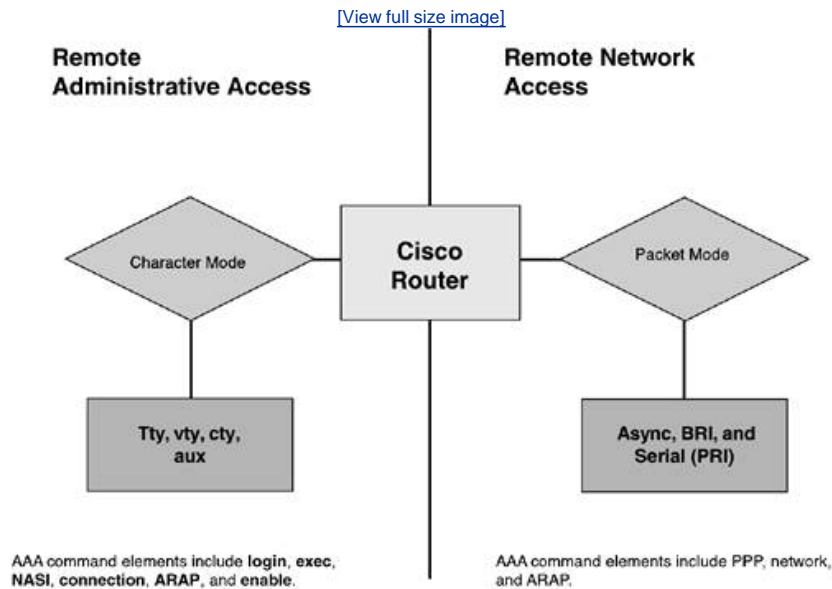 [View full size image]
Remote
Administrative Access
Remote Network
Access
Character Mode
Cisco
Router
Packet Mode
Tty, vty, cty,
aux
Async, BRI, and
Serial (PRI)
AAA command elements include login, exec,
NASI, connection, ARAP, and enable.
AAA command elements include PPP, network,
and ARAP.